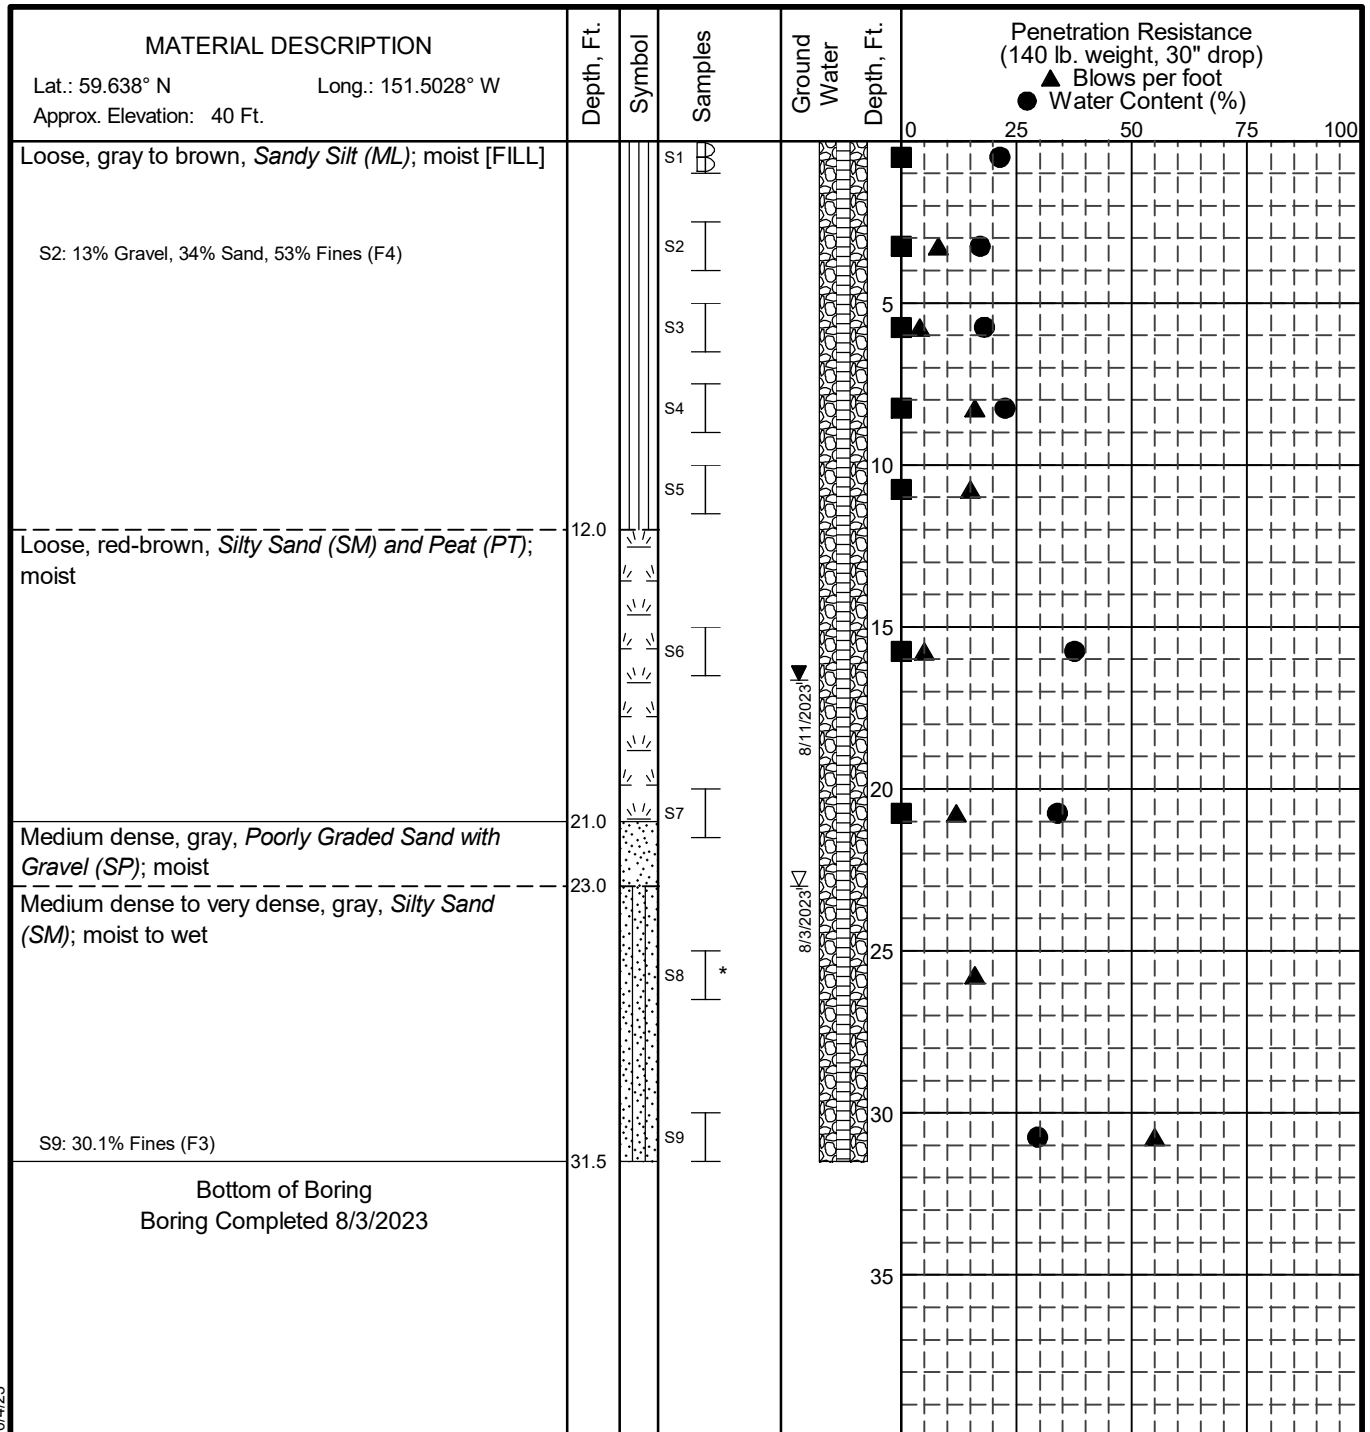 MATERIAL DESCRIPTION
Lat.: 59.638° N Long.: 151.5028° W
Approx. Elevation: 40 Ft.
Depth, Ft.
Symbol
Samples
Ground
Water
Depth, Ft.
Penetration Resistance
(140 lb. weight, 30" drop)
▲ Blows per foot
● Water Content (%)
0 25 50 75 100
Loose, gray to brown, Sandy Silt (ML); moist [FILL]
S1
S2: 13% Gravel, 34% Sand, 53% Fines (F4)
S2
5
S3
S4
10
S5
12.0
Loose, red-brown, Silty Sand (SM) and Peat (PT);
moist
15
S6
8/11/2023
20
S7
21.0
Medium dense, gray, Poorly Graded Sand with
Gravel (SP); moist
23.0
Medium dense to very dense, gray, Silty Sand
(SM); moist to wet
8/3/2023
25
S8 *
30
S9: 30.1% Fines (F3)
S9
31.5
Bottom of Boring
Boring Completed 8/3/2023
35